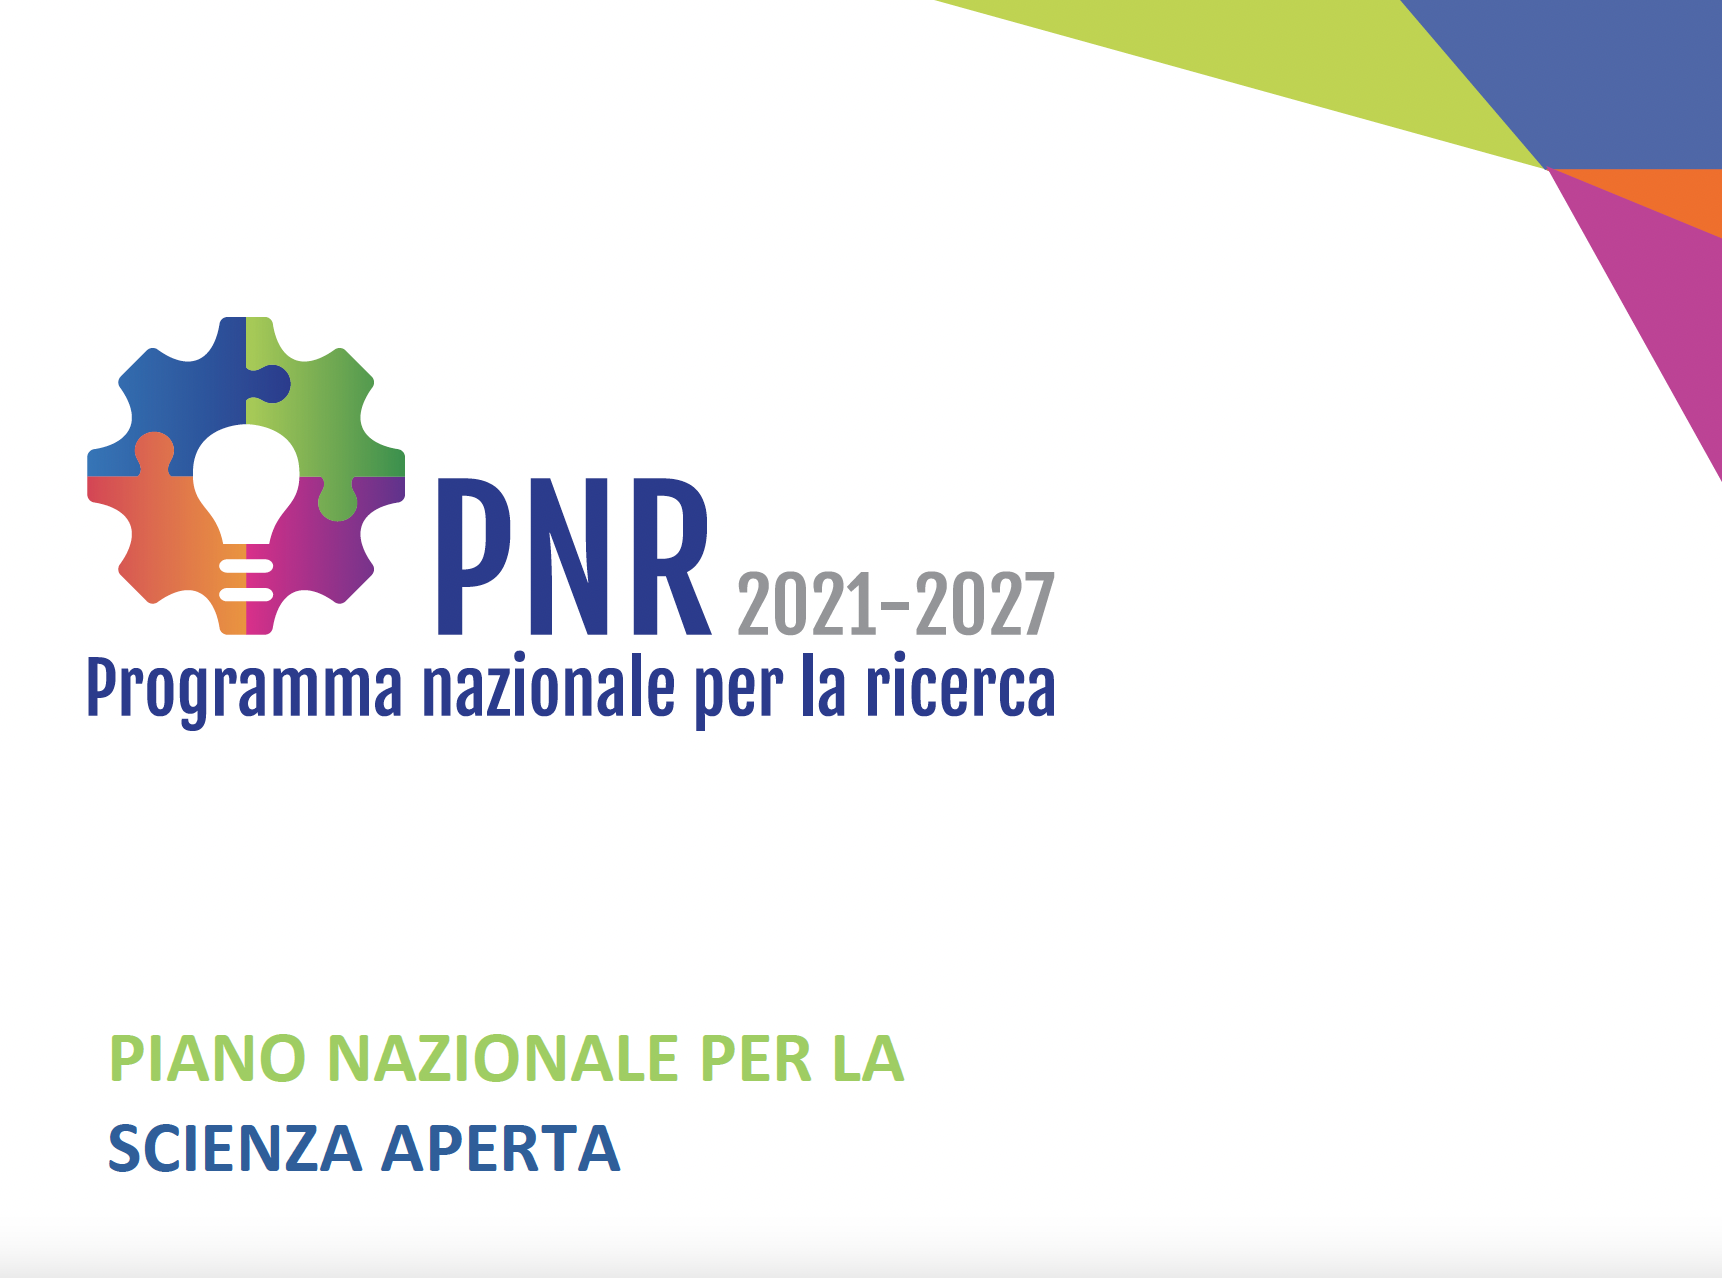 PNR 2021-2027
Programma nazionale per la ricerca
PIANO NAZIONALE PER LA
SCIENZA APERTA